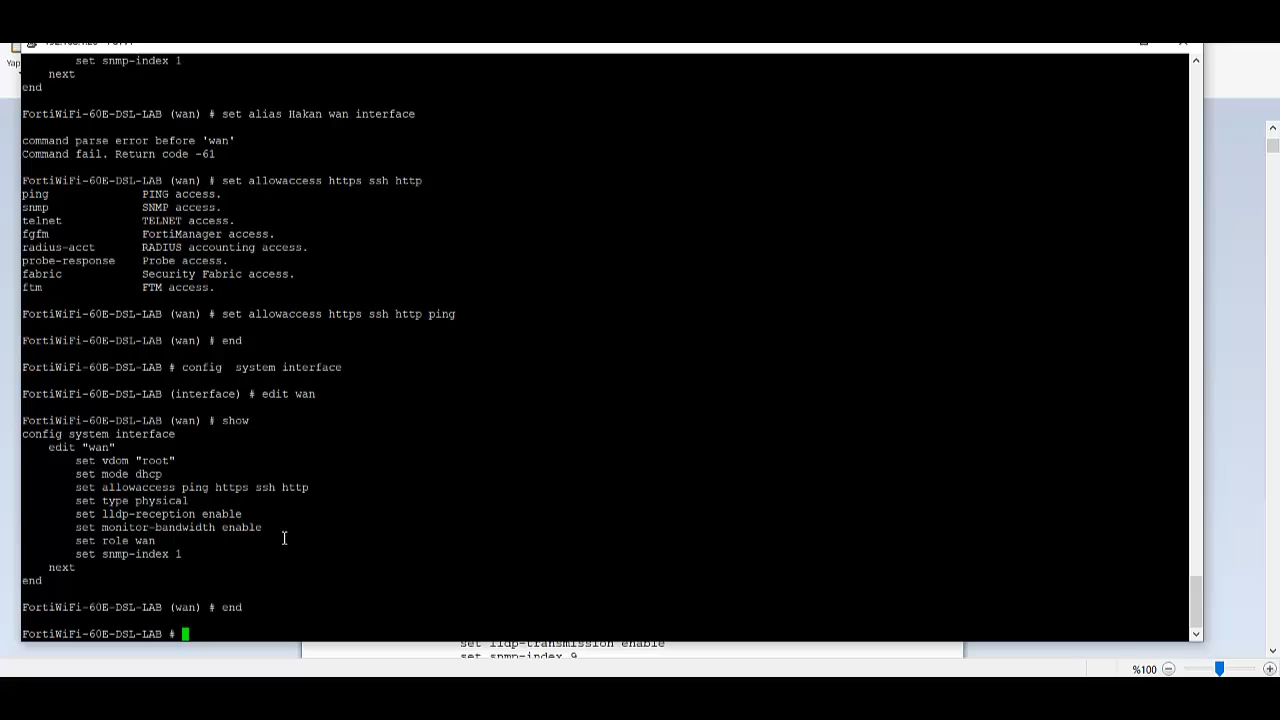 Yap
set snmp-index 1
next
end
FortiWiFi-60E-DSL-LAB (wan) # set alias Hakan wan interface
command parse error before 'wan'
Command fail. Return code -61
FortiWiFi-60E-DSL-LAB (wan) # set allowaccess https ssh http
ping PING access.
snmp SNMP access.
telnet TELNET access.
fgfm FortiManager access.
radius-acct RADIUS accounting access.
probe-response Probe access.
fabric Security Fabric access.
ftm FTM access.
FortiWiFi-60E-DSL-LAB (wan) # set allowaccess https ssh http ping
FortiWiFi-60E-DSL-LAB (wan) # end
FortiWiFi-60E-DSL-LAB # config  system interface
FortiWiFi-60E-DSL-LAB (interface) # edit wan
FortiWiFi-60E-DSL-LAB (wan) # show
config system interface
edit "wan"
set vdom "root"
set mode dhcp
set allowaccess ping https ssh http
set type physical
set lldp-reception enable
set monitor-bandwidth enable
set role wan
set snmp-index 1
next
end
FortiWiFi-60E-DSL-LAB (wan) # end
FortiWiFi-60E-DSL-LAB #
set lldp-transmission enable
set snmp-index 9
%100